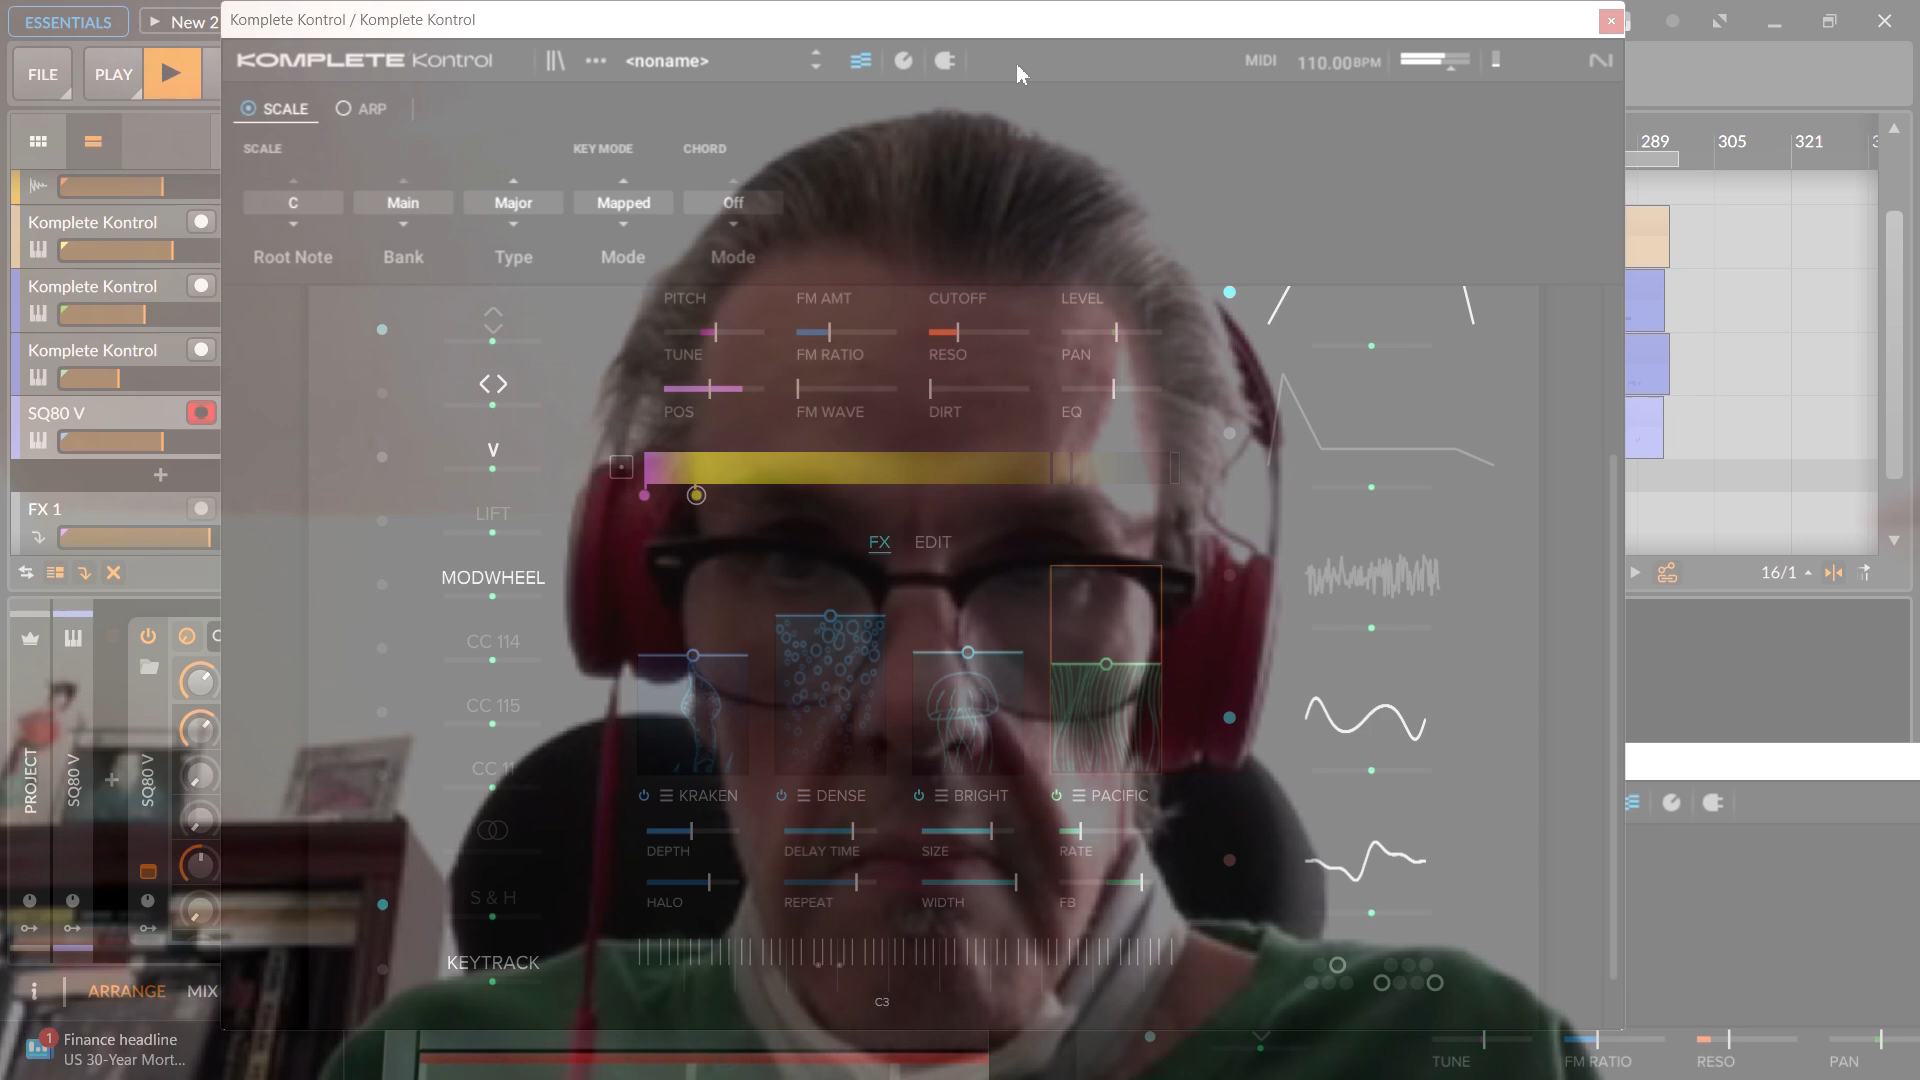 ESSENTIALS
New 2
Komplete Kontrol / Komplete Kontrol
FILE
PLAY
KOMPLETE Kontrol
<noname>
MIDI
110.00BPM
SCALE
ARP
SCALE
KEY MODE
CHORD
C
Main
Major
Mapped
Off
Root Note
Bank
Type
Mode
Mode
289
305
321
Komplete Kontrol
Komplete Kontrol
Komplete Kontrol
SQ80 V
FX 1
PITCH
FM AMT
CUTOFF
LEVEL
TUNE
FM RATIO
RESO
PAN
POS
FM WAVE
DIRT
EQ
V
LIFT
MODWHEEL
CC 114
CC 115
CC 11
S & H
KEYTRACK
FX
EDIT
16/1
KRAKEN
DENSE
BRIGHT
PACIFIC
DEPTH
DELAY TIME
SIZE
RATE
HALO
REPEAT
WIDTH
FB
C3
PROJECT
SQ80 V
SQ80 V
ARRANGE
MIX
1
Finance headline
US 30-Year Mort...
TUNE
FM RATIO
RESO
PAN